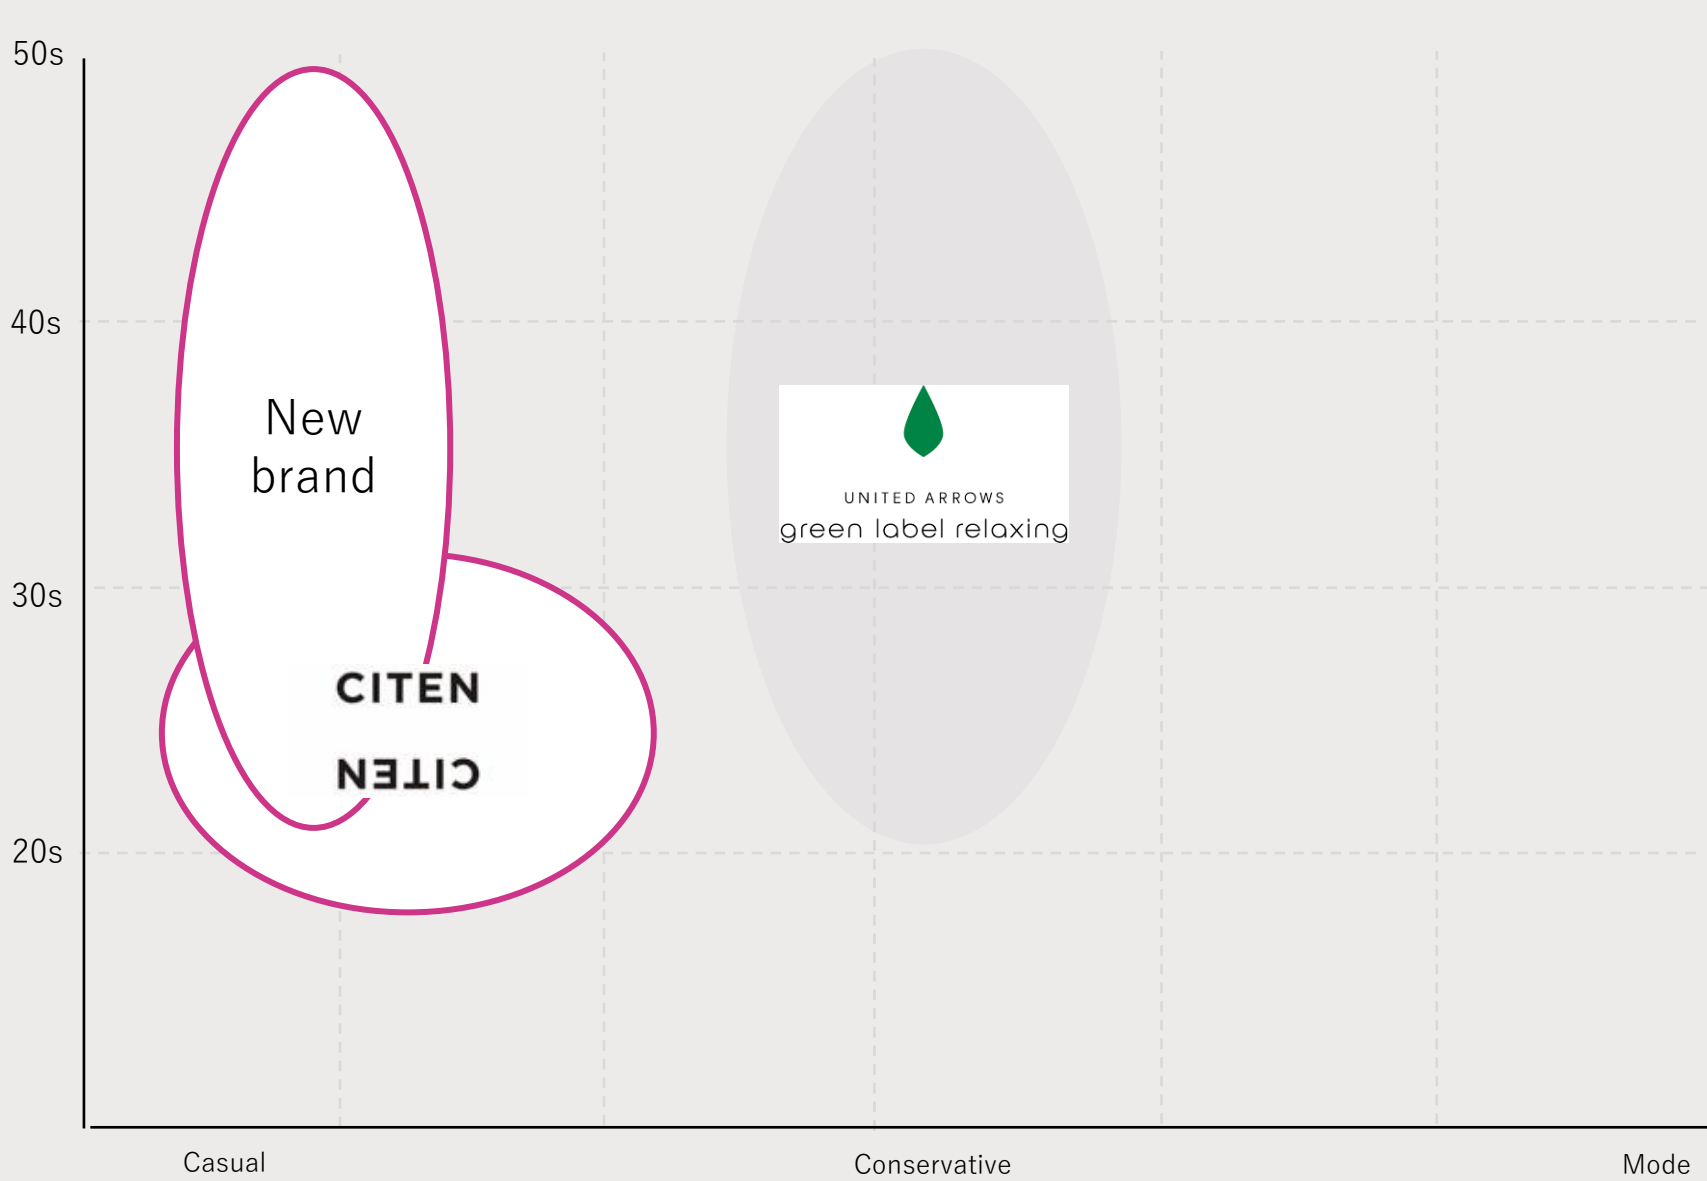 50s
40s
New
brand
UNITED ARROWS
green label relaxing
30s
CITEN
CITEN
20s
Casual
Conservative
Mode